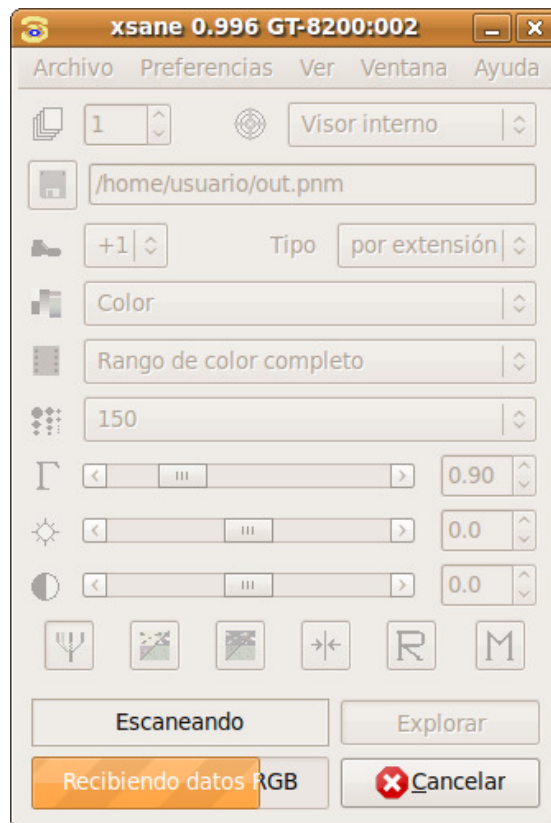 xsane 0.996 GT-8200:002
Archivo Preferencias Ver Ventana Ayuda
1 Visor interno
/home/usuario/out.pnm
+1 Tipo por extensión
Color
Rango de color completo
150
Γ 0.90
0.0
0.0
R M
Escaneando Explorar
Recibiendo datos RGB Cancelar